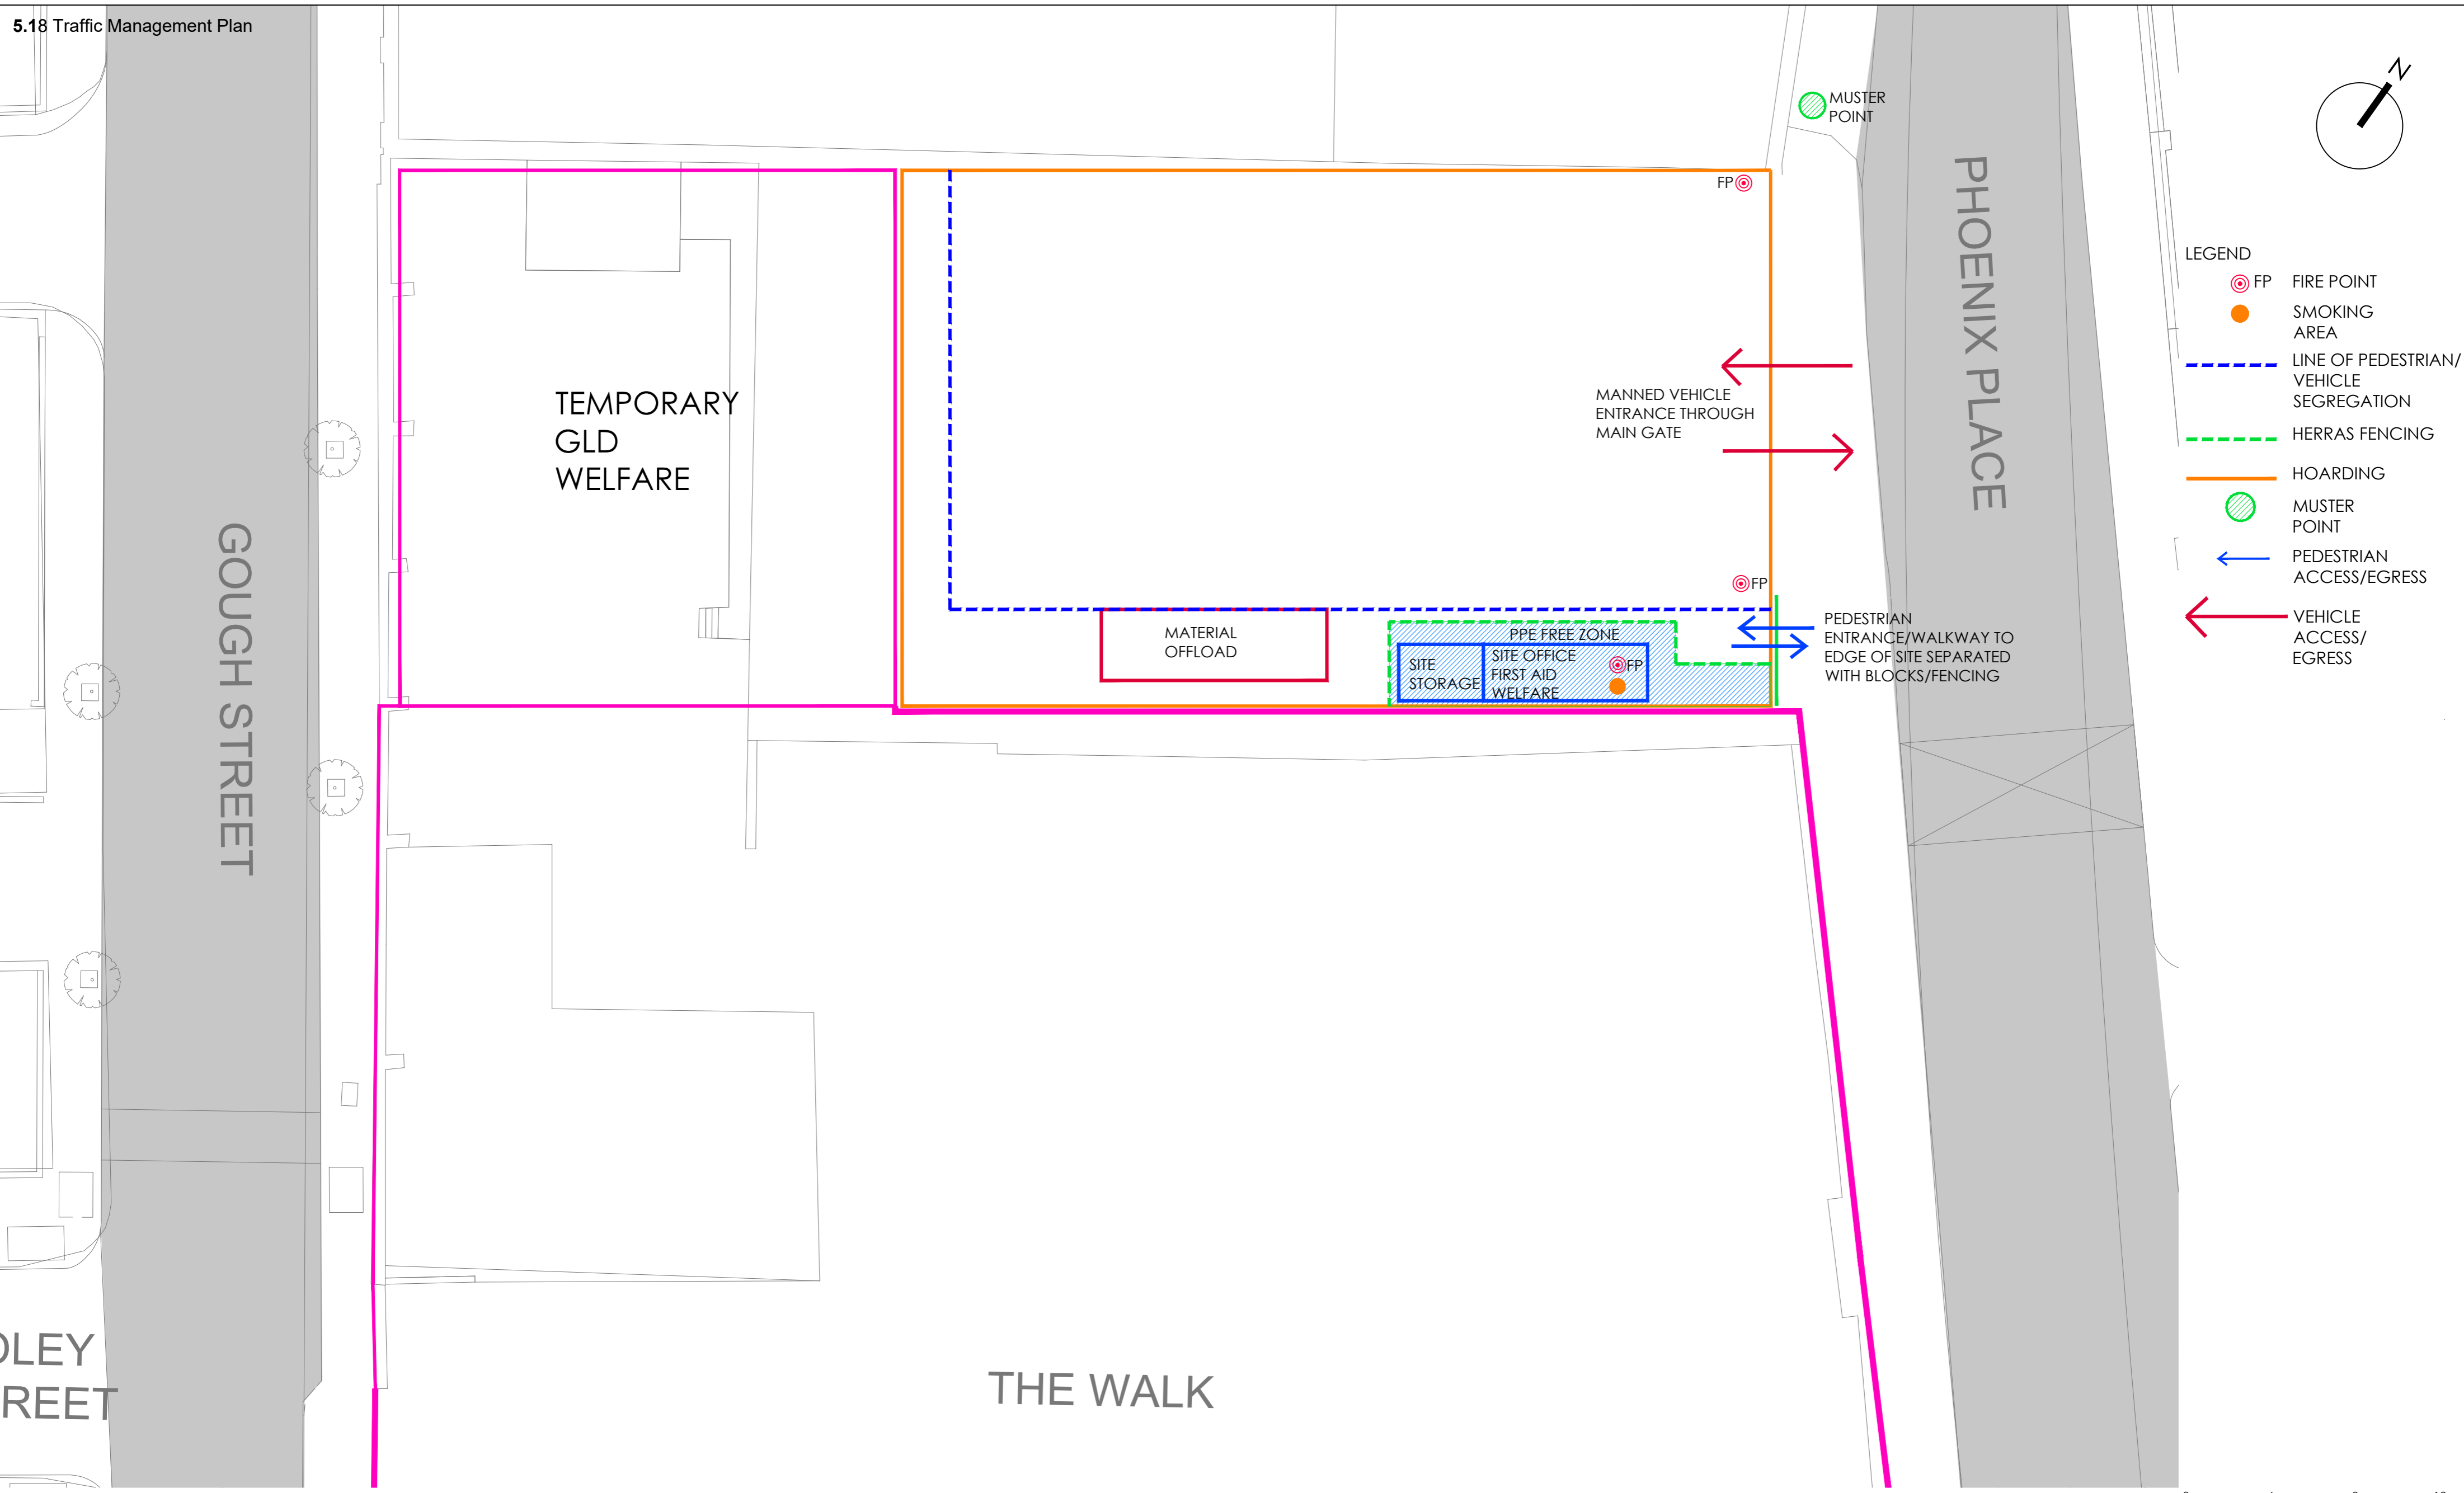 5.18 Traffic Management Plan
N
MUSTER
POINT
FP
PHOENIX PLACE
LEGEND
FP FIRE POINT
SMOKING
AREA
LINE OF PEDESTRIAN/
VEHICLE
SEGREGATION
HERRAS FENCING
HOARDING
MUSTER
POINT
PEDESTRIAN
ACCESS/EGRESS
VEHICLE
ACCESS/
EGRESS
TEMPORARY
GLD
WELFARE
MANNED VEHICLE
ENTRANCE THROUGH
MAIN GATE
GOUGH STREET
FP
MATERIAL
OFFLOAD
PPE FREE ZONE
SITE
STORAGE
SITE OFFICE
FIRST AID
WELFARE
FP
PEDESTRIAN
ENTRANCE/WALKWAY TO
EDGE OF SITE SEPARATED
WITH BLOCKS/FENCING
THE WALK